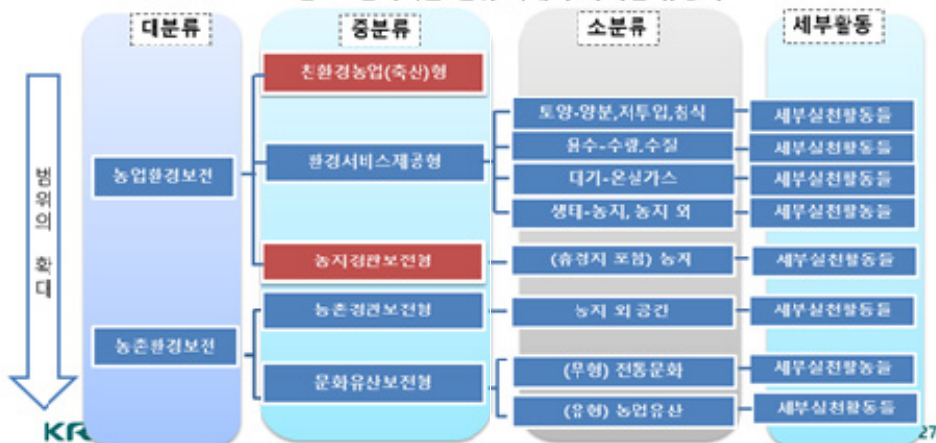 대분류
중분류
소분류
세부활동
범위의 확대
농업환경보전
농촌환경보전
친환경농업(축산)형
환경서비스제공형
농지경관보전형
농촌경관보전형
문화유산보전형
토양-양분,저투입,침식
용수-수량,수질
대기-온실가스
생태-농지, 농지 외
(휴경지 포함) 농지
농지 외 공간
(무형) 전통문화
(유형) 농업유산
세부실천활동들
세부실천활동들
세부실천활동들
세부실천활동들
세부실천활동들
세부실천활동들
세부실천활동들
세부실천활동들
27